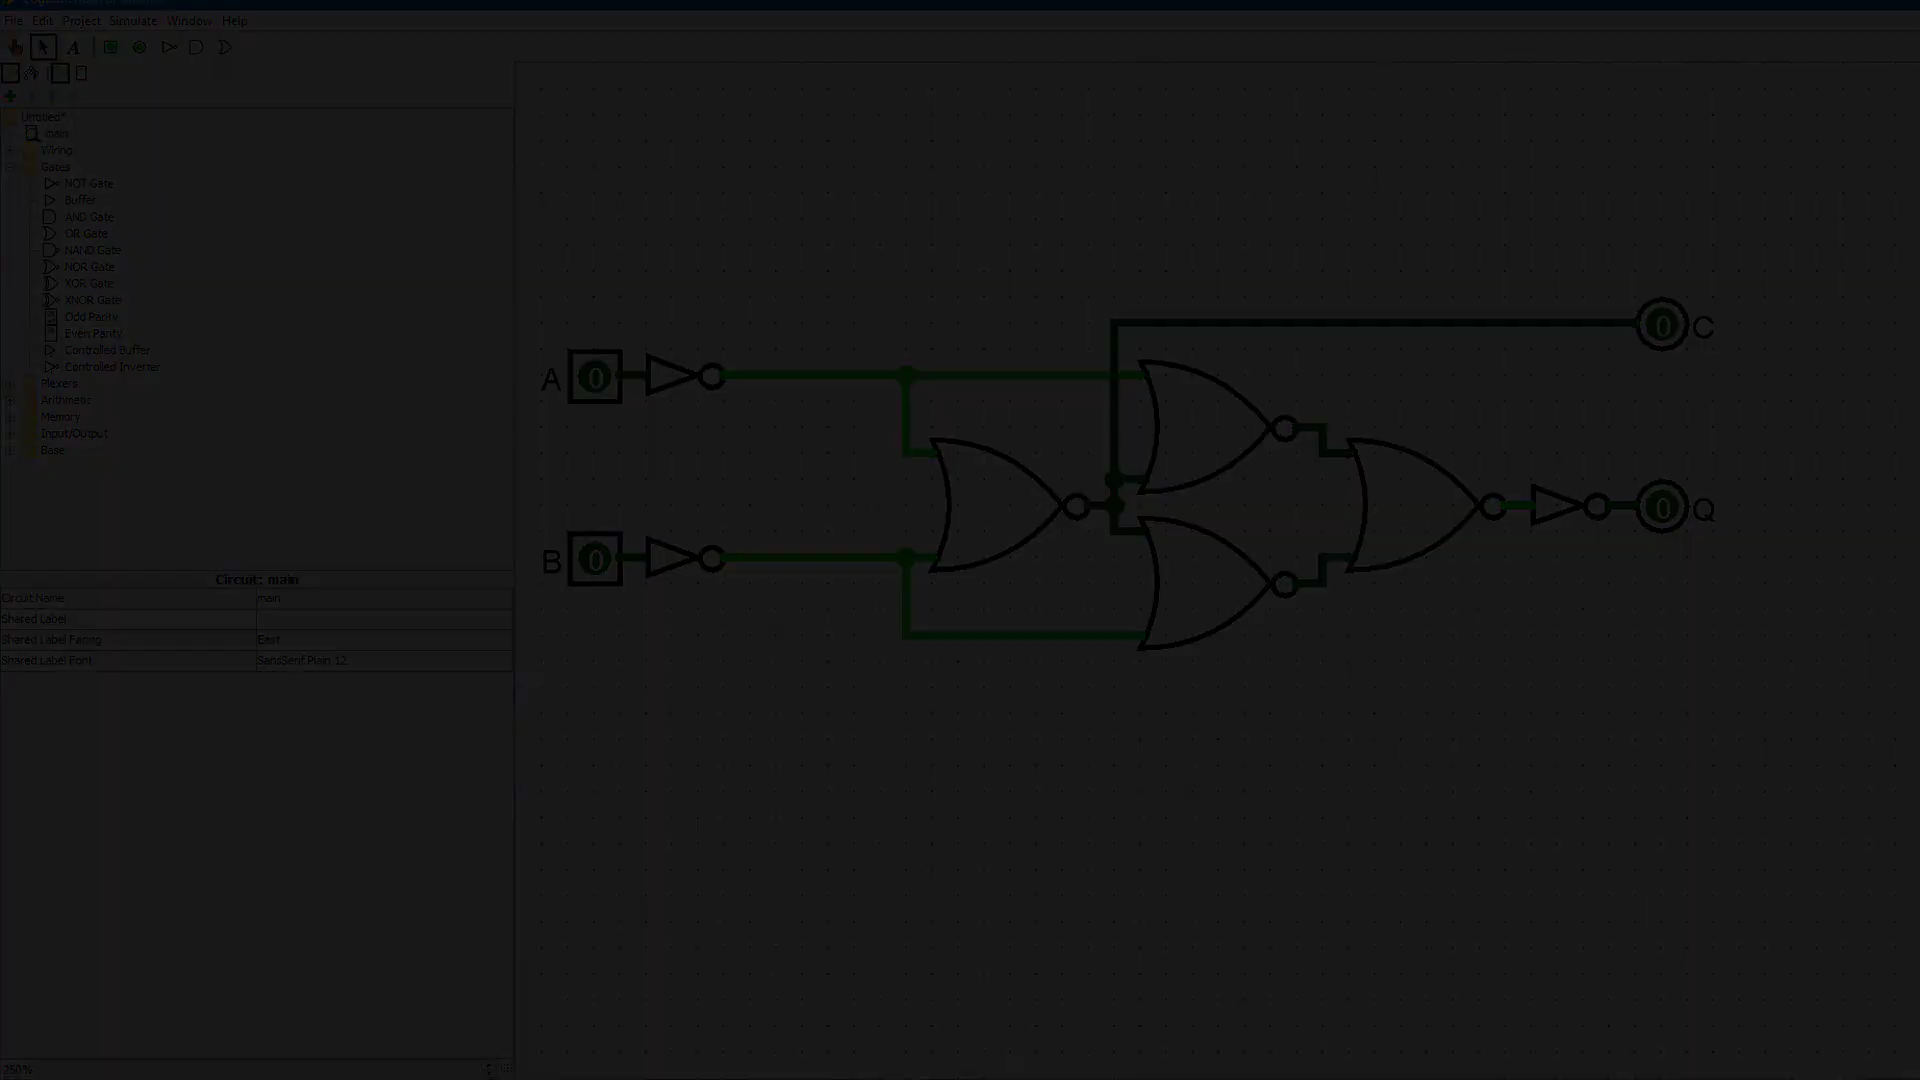 File Edit Project Simulate Window Help
A
Untitled*
main
Wiring
Gates
NOT Gate
Buffer
AND Gate
OR Gate
NAND Gate
NOR Gate
XOR Gate
XNOR Gate
Odd Parity
Even Parity
Controlled Buffer
Controlled Inverter
Plexers
Arithmetic
Memory
Input/Output
Base
Circuit: main
Circuit Name main
Shared Label
Shared Label Facing East
Shared Label Font SansSerif Plain 12
250%
0 C
A 0
0 Q
B 0